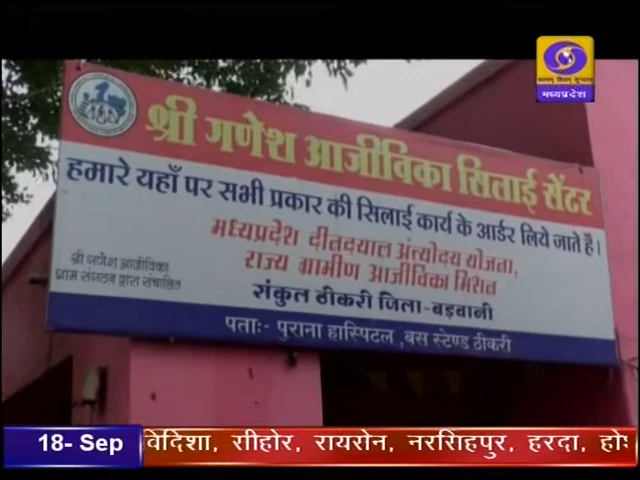 मध्यप्रदेश
श्री गणेश आजीविका सिलाई सेंटर
हमारे यहाँ पर सभी प्रकार की सिलाई कार्य के आर्डर लिये जाते है।
मध्यप्रदेश दीनदयाल अंत्योदय योजना,
राज्य ग्रामीण आजीविका मिशन
श्री गणेश आजीविका
ग्राम संगठन द्वारा संचालित
संकुल ठीकरी जिला-बड़वानी
पता:- पुराना हास्पिटल ,बस स्टेण्ड ठीकरी
18- Sep
विदिशा, सीहोर, रायसेन, नरसिंहपुर, हरदा,